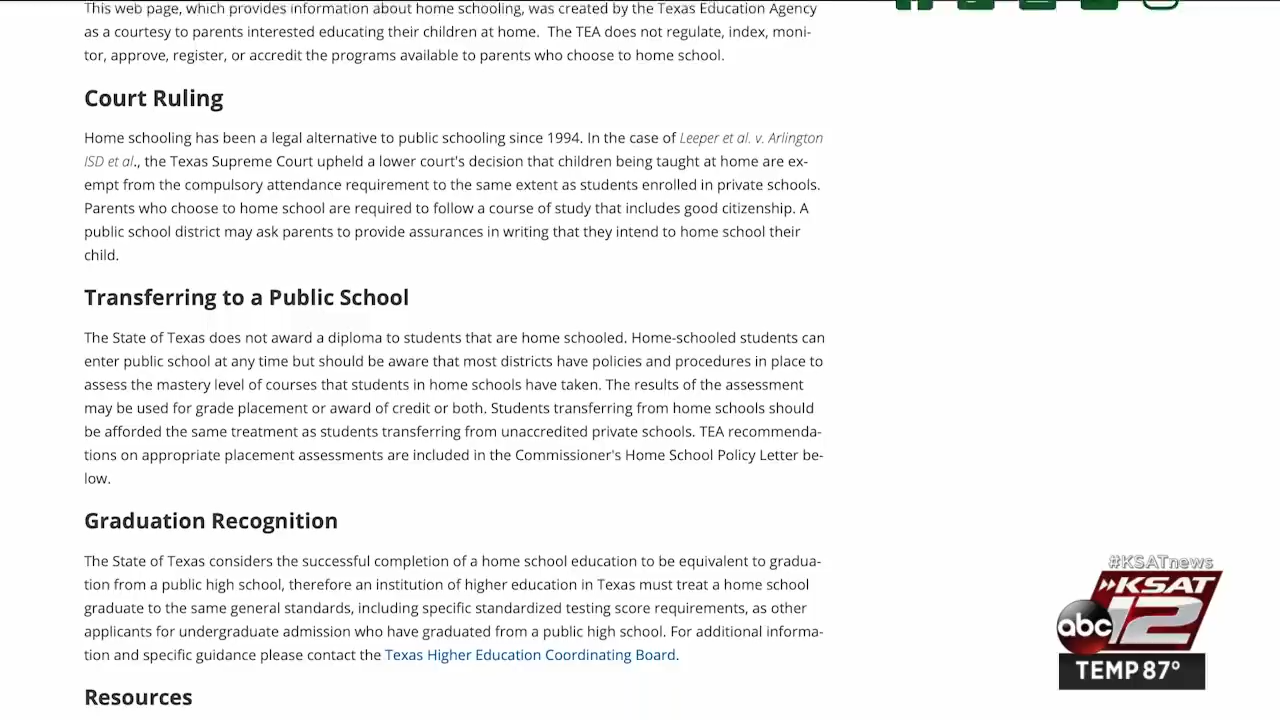 This web page, which provides information about home schooling, was created by the Texas Education Agency
as a courtesy to parents interested educating their children at home. The TEA does not regulate, index, moni-
tor, approve, register, or accredit the programs available to parents who choose to home school.
Court Ruling
Home schooling has been a legal alternative to public schooling since 1994. In the case of Leeper et al. v. Arlington
ISD et al., the Texas Supreme Court upheld a lower court's decision that children being taught at home are ex-
empt from the compulsory attendance requirement to the same extent as students enrolled in private schools.
Parents who choose to home school are required to follow a course of study that includes good citizenship. A
public school district may ask parents to provide assurances in writing that they intend to home school their
child.
Transferring to a Public School
The State of Texas does not award a diploma to students that are home schooled. Home-schooled students can
enter public school at any time but should be aware that most districts have policies and procedures in place to
assess the mastery level of courses that students in home schools have taken. The results of the assessment
may be used for grade placement or award of credit or both. Students transferring from home schools should
be afforded the same treatment as students transferring from unaccredited private schools. TEA recommenda-
tions on appropriate placement assessments are included in the Commissioner's Home School Policy Letter be-
low.
Graduation Recognition
The State of Texas considers the successful completion of a home school education to be equivalent to gradua-
tion from a public high school, therefore an institution of higher education in Texas must treat a home school
graduate to the same general standards, including specific standardized testing score requirements, as other
applicants for undergraduate admission who have graduated from a public high school. For additional informa-
tion and specific guidance please contact the Texas Higher Education Coordinating Board.
Resources
#KSATnews
KSAT
abc 12
TEMP 87°